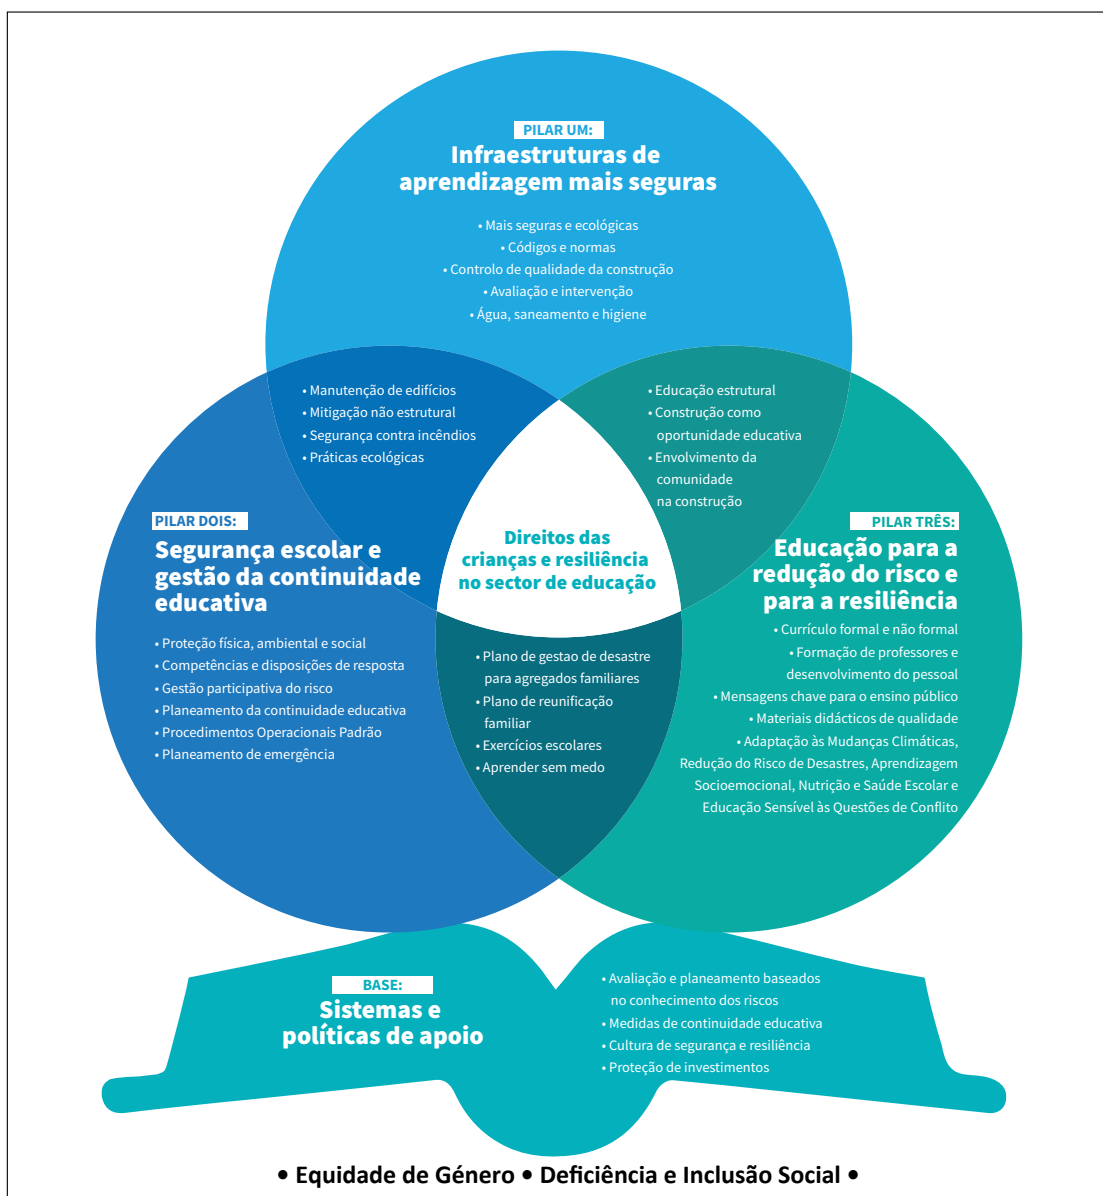 PILAR UM:
Infraestruturas de
aprendizagem mais seguras
• Mais seguras e ecológicas
• Códigos e normas
• Controlo de qualidade da construção
• Avaliação e intervenção
• Água, saneamento e higiene
• Manutenção de edifícios
• Mitigação não estrutural
• Segurança contra incêndios
• Práticas ecológicas
• Educação estrutural
• Construção como
oportunidade educativa
• Envolvimento da
comunidade
na construção
PILAR DOIS:
Segurança escolar e
gestão da continuidade
educativa
• Proteção física, ambiental e social
• Competências e disposições de resposta
• Gestão participativa do risco
• Planeamento da continuidade educativa
• Procedimentos Operacionais Padrão
• Planeamento de emergência
Direitos das
crianças e resiliência
no sector de educação
PILAR TRÊS:
Educação para a
redução do risco e
para a resiliência
• Currículo formal e não formal
• Formação de professores e
desenvolvimento do pessoal
• Mensagens chave para o ensino público
• Materiais didácticos de qualidade
• Adaptação às Mudanças Climáticas,
Redução do Risco de Desastres, Aprendizagem
Socioemocional, Nutrição e Saúde Escolar e
Educação Sensível às Questões de Conflito
• Plano de gestao de desastre
para agregados familiares
• Plano de reunificação
familiar
• Exercícios escolares
• Aprender sem medo
BASE:
Sistemas e
políticas de apoio
• Avaliação e planeamento baseados
no conhecimento dos riscos
• Medidas de continuidade educativa
• Cultura de segurança e resiliência
• Proteção de investimentos
• Equidade de Género • Deficiência e Inclusão Social •